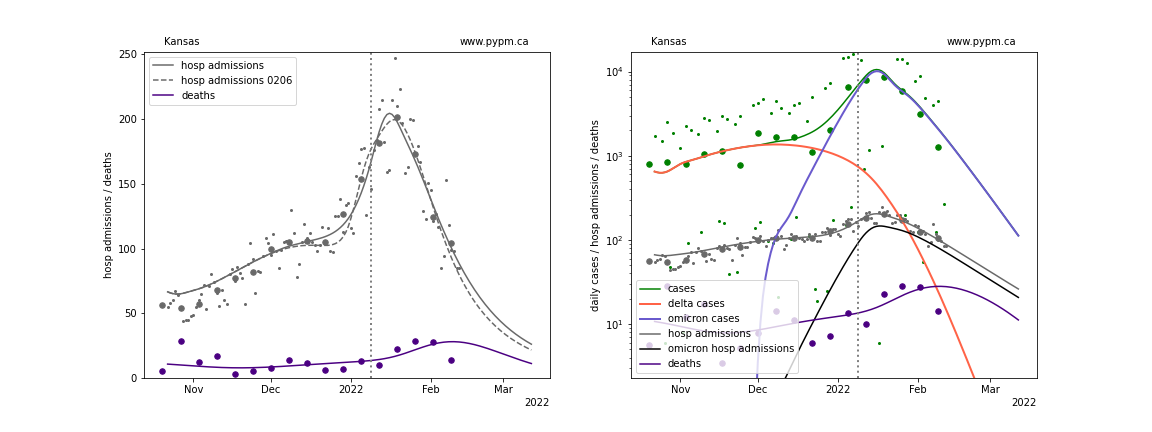 Kansas www.pypm.ca
hosp admissions / deaths
250
200
150
100
50
0
hosp admissions
hosp admissions 0206
deaths
Nov Dec 2022 Feb Mar
2022
Kansas www.pypm.ca
daily cases / hosp admissions / deaths
10⁴
10³
10²
10¹
cases
delta cases
omicron cases
hosp admissions
omicron hosp admissions
deaths
Nov Dec 2022 Feb Mar
2022